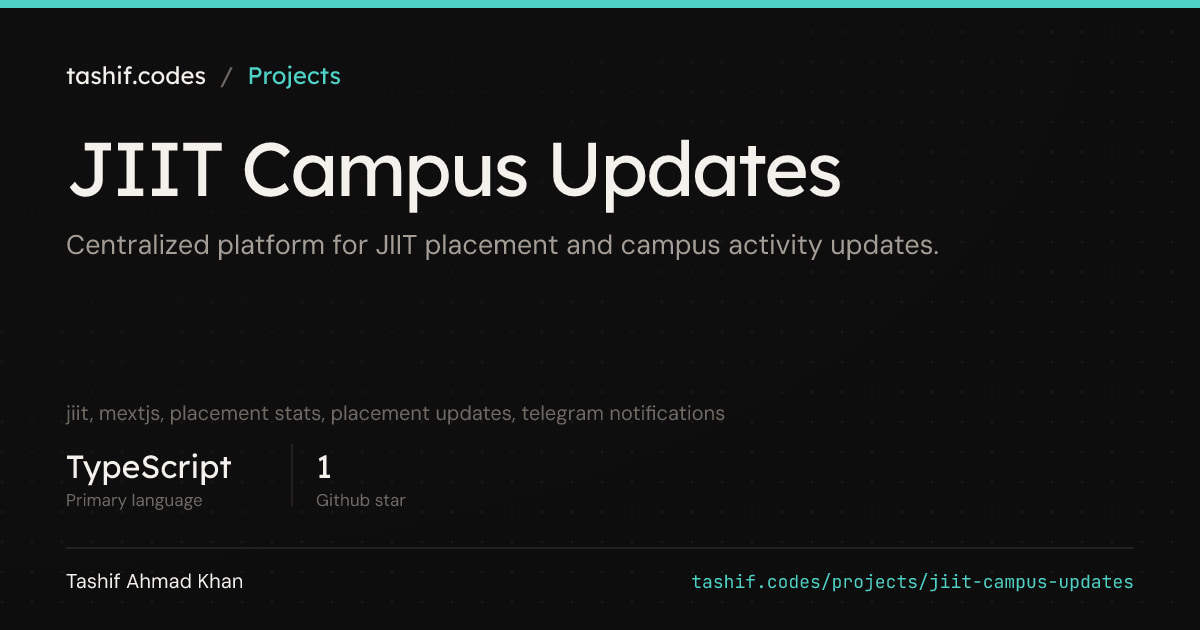 tashif.codes / Projects
JIIT Campus Updates
Centralized platform for JIIT placement and campus activity updates.
jiit, mextjs, placement stats, placement updates, telegram notifications
TypeScript
Primary language
1
Github star
Tashif Ahmad Khan
tashif.codes/projects/jiit-campus-updates